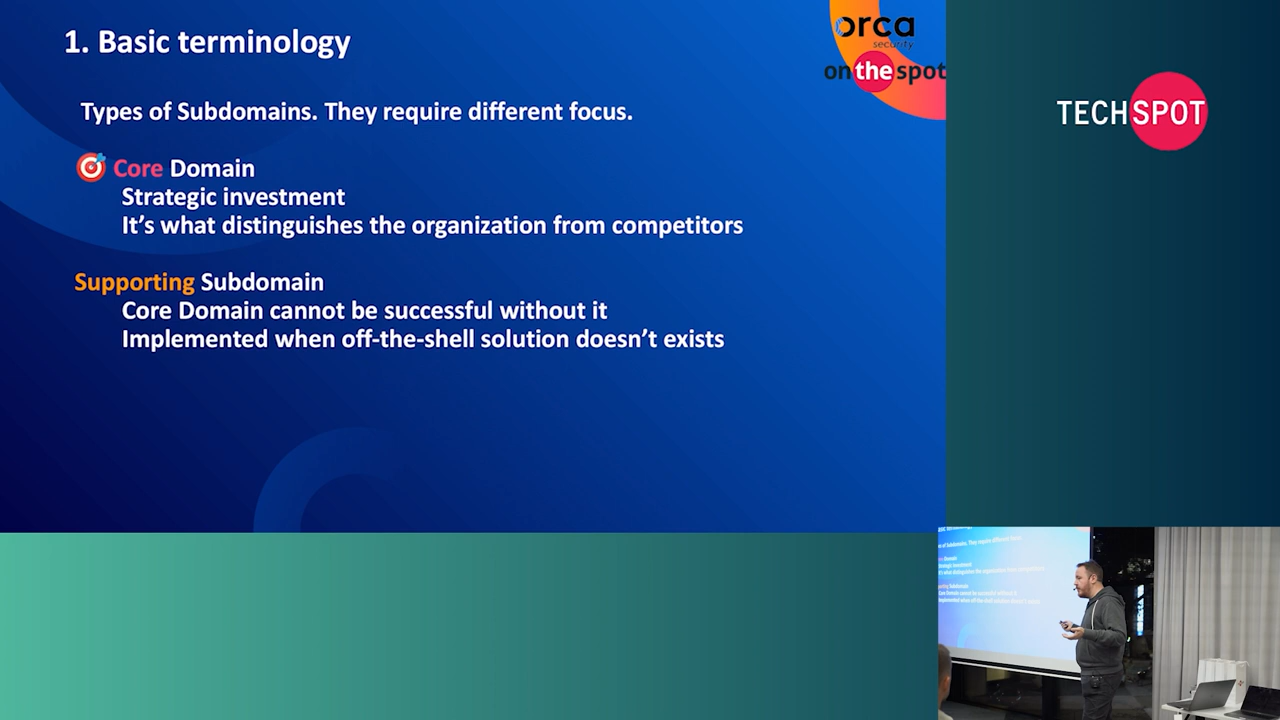 1. Basic terminology
orca
security
on the spot
TECHSPOT
Types of Subdomains. They require different focus.
Core Domain
Strategic investment
It's what distinguishes the organization from competitors
Supporting Subdomain
Core Domain cannot be successful without it
Implemented when off-the-shell solution doesn't exists